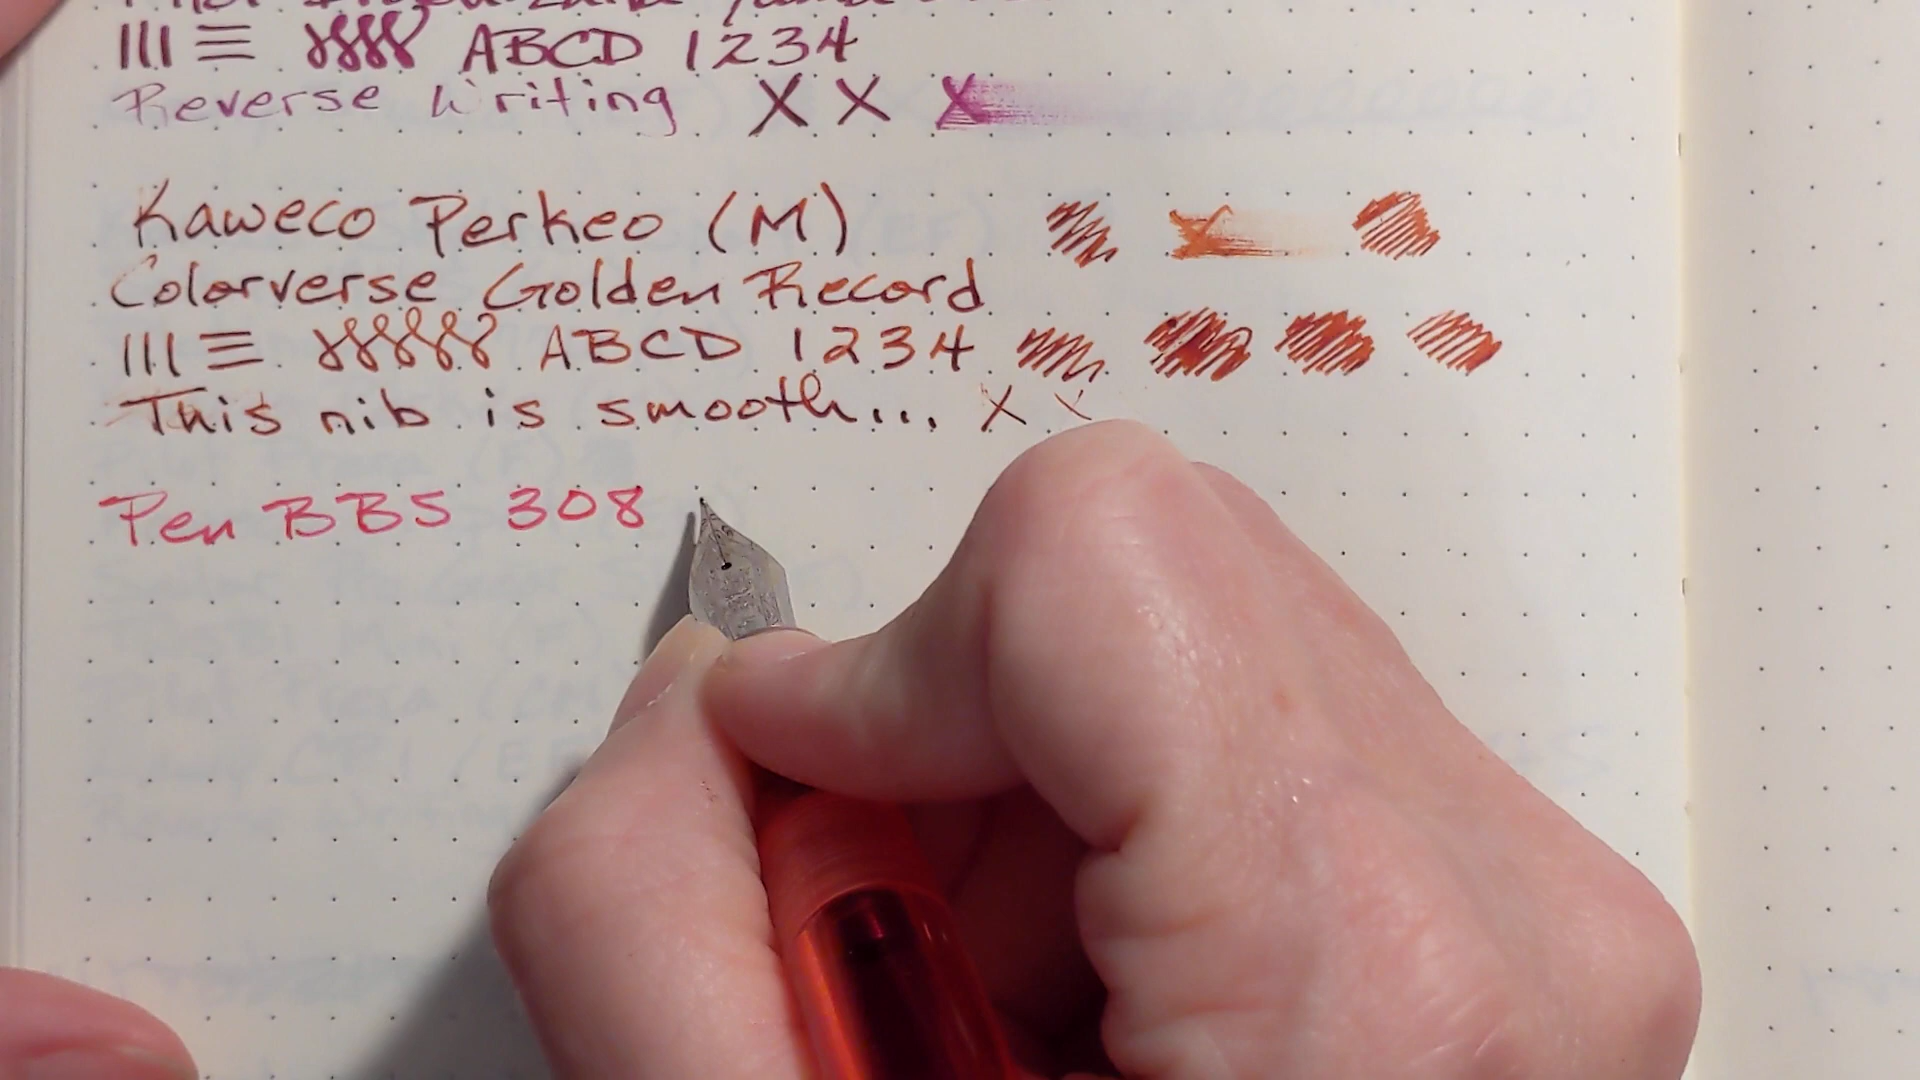 III ≡ ABCD 1234
Reverse Writing X X X
Kaweco Perkeo (M) X
Colorverse Golden Record
III ≡ ABCD 1234
This nib is smooth... X X
Pen BBS 308